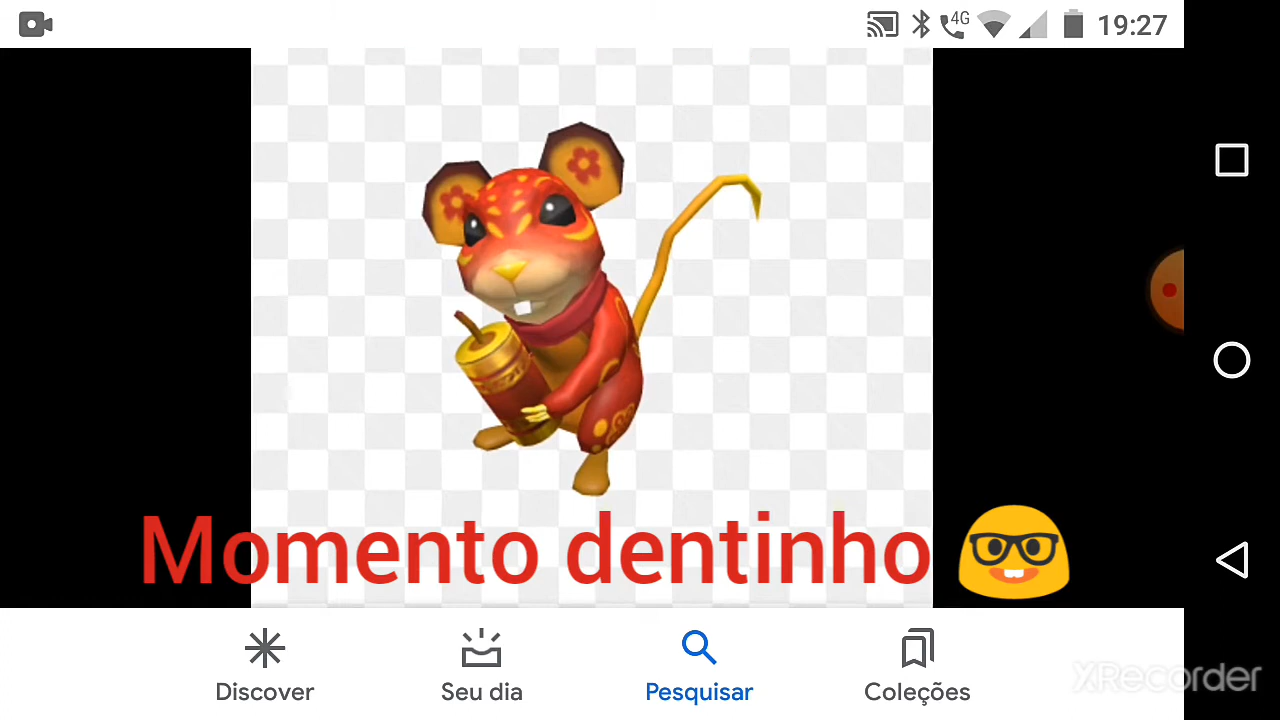 4G 19:27
Momento dentinho 🤓
Discover Seu dia Pesquisar Coleções
XRecorder